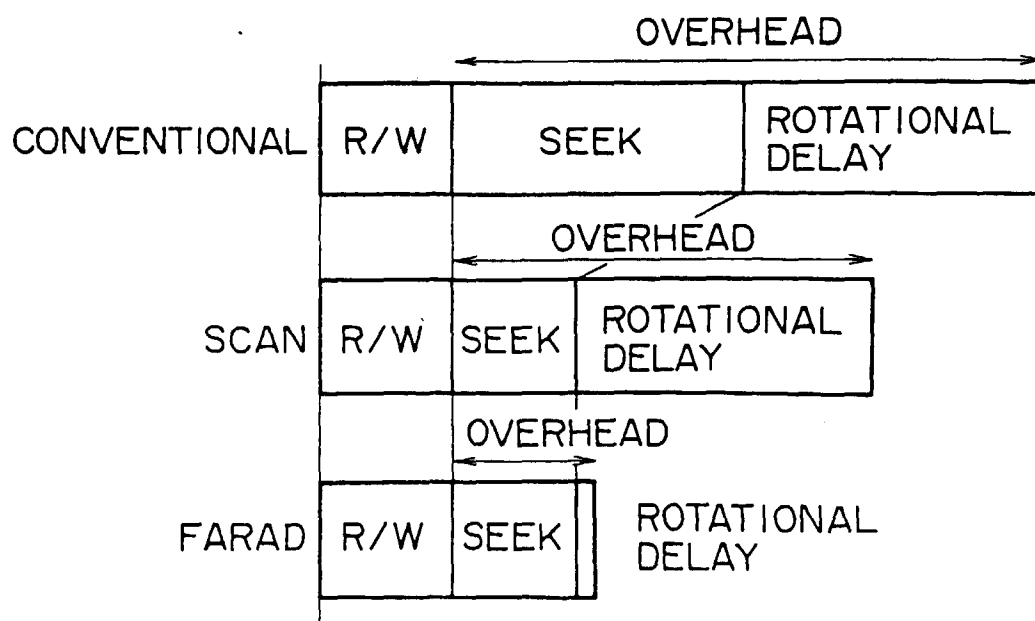 OVERHEAD
CONVENTIONAL R/W SEEK ROTATIONAL DELAY
OVERHEAD
SCAN R/W SEEK ROTATIONAL DELAY
OVERHEAD
FARAD R/W SEEK ROTATIONAL DELAY